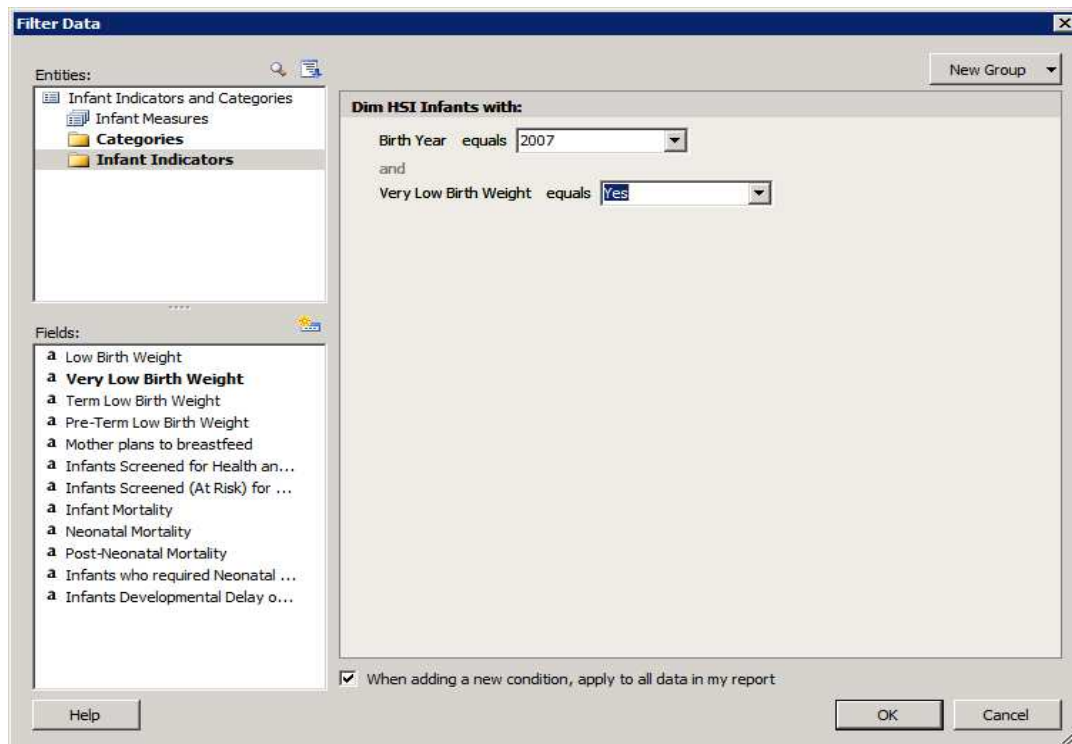 Filter Data
Entities:
New Group
Infant Indicators and Categories
Infant Measures
Categories
Infant Indicators
Dim HSI Infants with:
Birth Year equals 2007
and
Very Low Birth Weight equals Yes
Fields:
a Low Birth Weight
a Very Low Birth Weight
a Term Low Birth Weight
a Pre-Term Low Birth Weight
a Mother plans to breastfeed
a Infants Screened for Health an...
a Infants Screened (At Risk) for ...
a Infant Mortality
a Neonatal Mortality
a Post-Neonatal Mortality
a Infants who required Neonatal ...
a Infants Developmental Delay o...
When adding a new condition, apply to all data in my report
Help
OK
Cancel